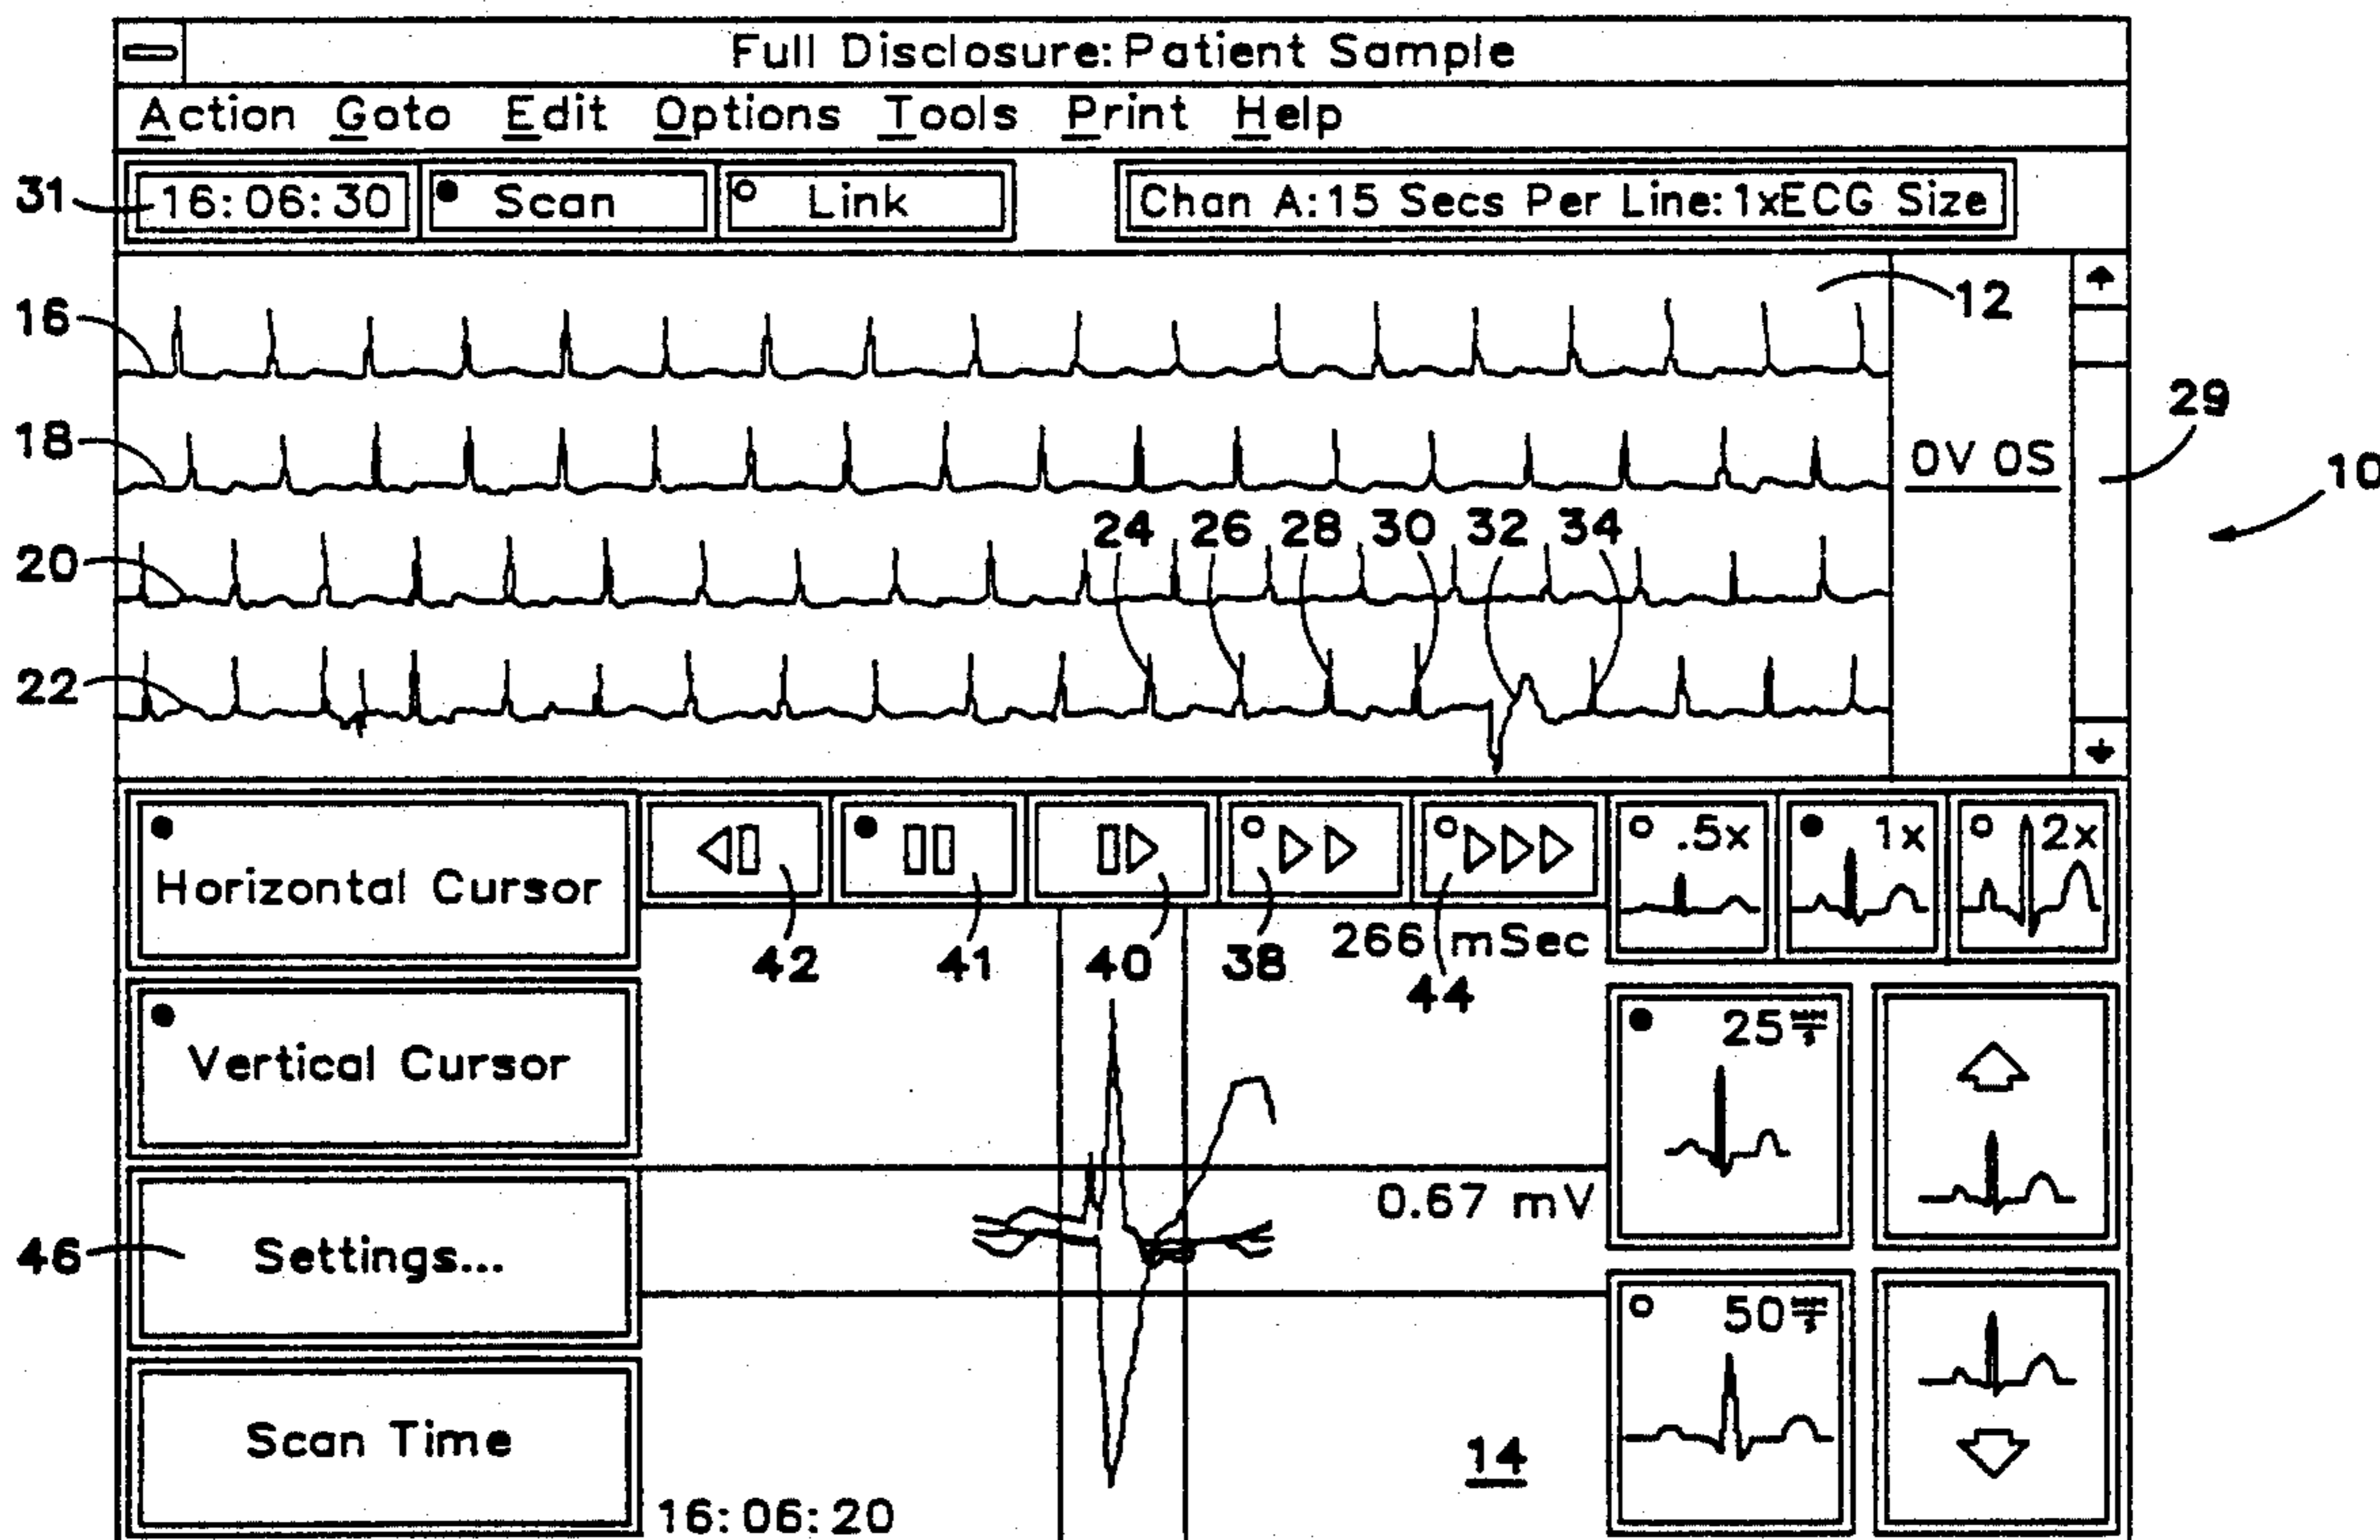 Full Disclosure: Patient Sample
Action Goto Edit Options Tools Print Help
31 16:06:30 Scan Link Chan A: 15 Secs Per Line: 1xECG Size
12
16
29
18
0V 0S
10
24 26 28 30 32 34
20
22
Horizontal Cursor
.5x 1x 2x
266 mSec
42 41 40 38
44
25
Vertical Cursor
0.67 mV
46 Settings...
50
Scan Time
14
16:06:20